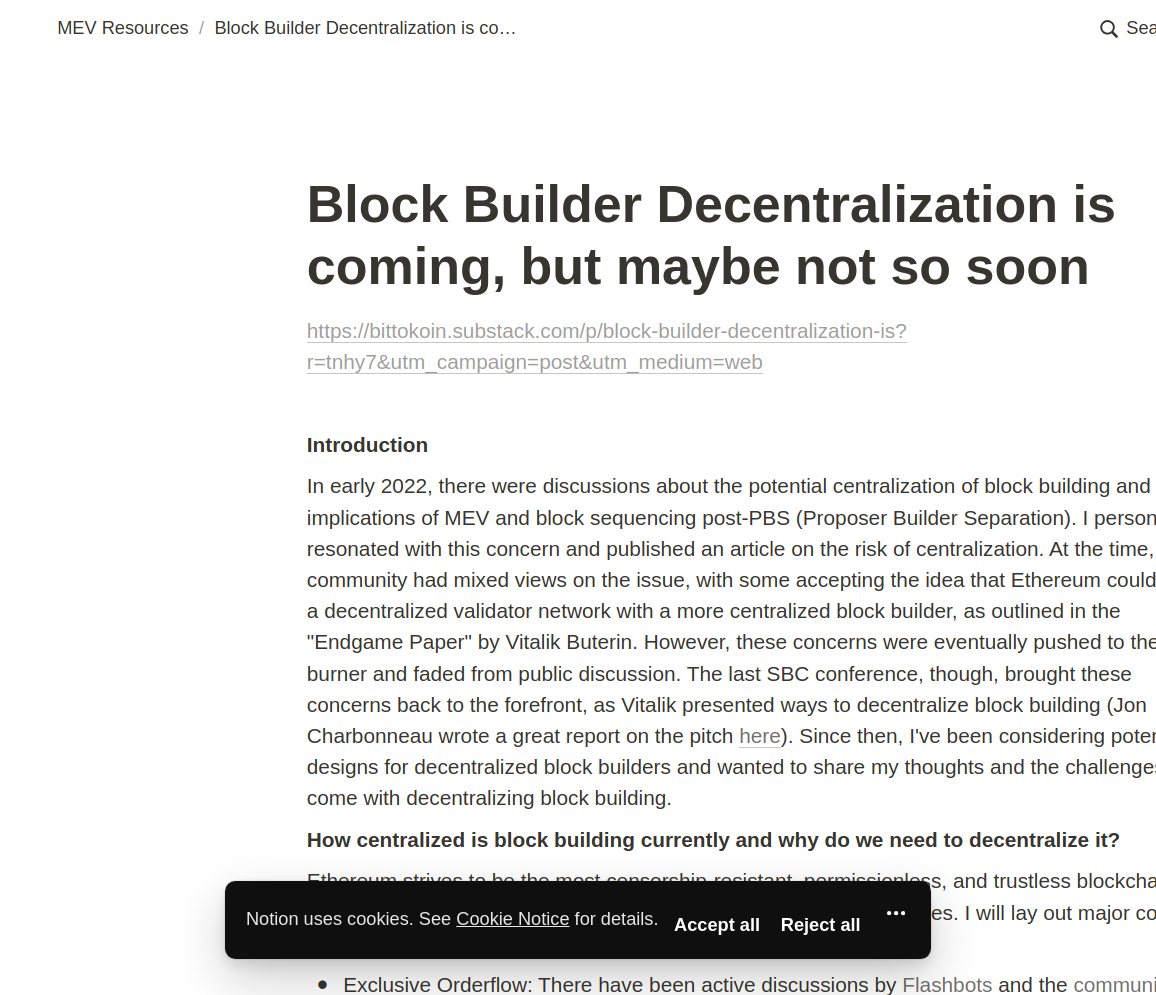 MEV Resources / Block Builder Decentralization is co…
Block Builder Decentralization is
coming, but maybe not so soon
https://bittokoin.substack.com/p/block-builder-decentralization-is?
r=tnhy7&utm_campaign=post&utm_medium=web
Introduction
In early 2022, there were discussions about the potential centralization of block building and
implications of MEV and block sequencing post-PBS (Proposer Builder Separation). I
resonated with this concern and published an article on the risk of centralization. At the time,
community had mixed views on the issue, with some accepting the idea that Ethereum could
a decentralized validator network with a more centralized block builder, as outlined in the
"Endgame Paper" by Vitalik Buterin. However, these concerns were eventually pushed to the
burner and faded from public discussion. The last SBC conference, though, brought these
concerns back to the forefront, as Vitalik presented ways to decentralize block building (Jon
Charbonneau wrote a great report on the pitch here). Since then, I've been considering
designs for decentralized block builders and wanted to share my thoughts and the challenges
come with decentralizing block building.
How centralized is block building currently and why do we need to decentralize it?
Ethereum strives to be the most censorship-resistant, permissionless, and trustless
I will lay out major
Notion uses cookies. See Cookie Notice for details. Accept all Reject all
• Exclusive Orderflow: There have been active discussions by Flashbots and the